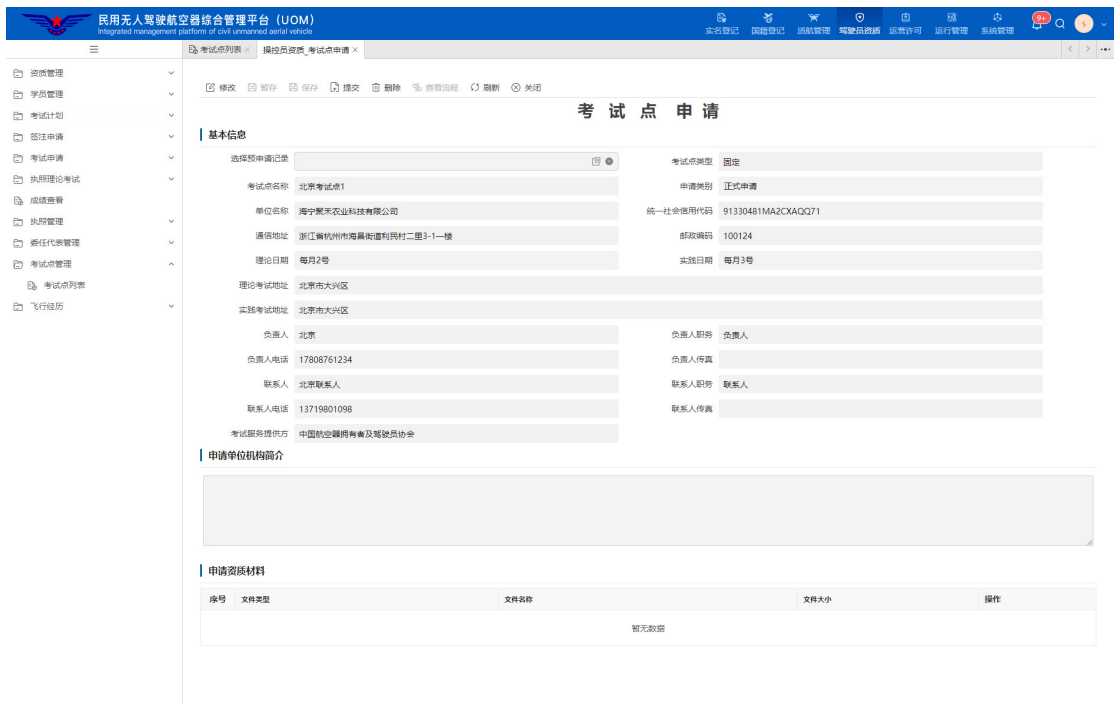 民用无人驾驶航空器综合管理平台（UOM）
Integrated management platform of civil unmanned aerial vehicle
实名登记 国籍登记 适航管理 驾驶员资质 运营许可 运行管理 系统管理 9+ S
考试点列表 × 操控员资质_考试点申请 ×
资质管理
学员管理
考试计划
签注申请
考试申请
执照理论考试
成绩查看
执照管理
委任代表管理
考试点管理
考试点列表
飞行经历
修改 暂存 保存 提交 删除 查看流程 刷新 关闭
考 试 点 申 请
基本信息
选择预申请记录 考试点类型 固定
考试点名称 北京考试点1 申请类别 正式申请
单位名称 海宁聚禾农业科技有限公司 统一社会信用代码 91330481MA2CXAQQ71
通信地址 浙江省杭州市海昌街道利民村二里3-1一楼 邮政编码 100124
理论日期 每月2号 实践日期 每月3号
理论考试地址 北京市大兴区
实践考试地址 北京市大兴区
负责人 北京 负责人职务 负责人
负责人电话 17808761234 负责人传真
联系人 北京联系人 联系人职务 联系人
联系人电话 13719801098 联系人传真
考试服务提供方 中国航空器拥有者及驾驶员协会
申请单位机构简介
申请资质材料
序号 文件类型 文件名称 文件大小 操作
暂无数据